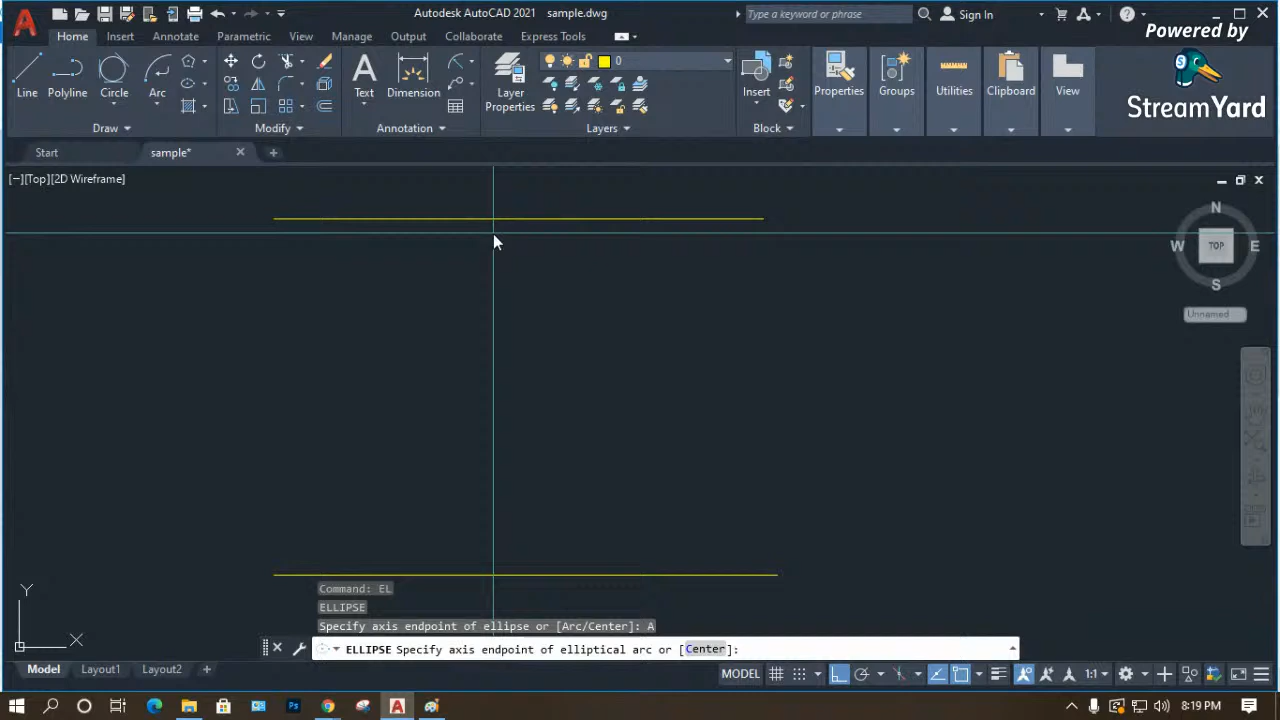 Autodesk AutoCAD 2021 sample.dwg
Type a keyword or phrase
Sign In
Powered by
StreamYard
Home Insert Annotate Parametric View Manage Output Collaborate Express Tools
Line Polyline Circle Arc
Text Dimension
Layer Properties
0
Insert
Properties Groups Utilities Clipboard View
Draw Modify Annotation Layers Block
Start sample*
[−][Top][2D Wireframe]
N
W TOP E
S
Unnamed
Y
X
Command: EL
ELLIPSE
Specify axis endpoint of ellipse or [Arc/Center]: A
ELLIPSE Specify axis endpoint of elliptical arc or [Center]:
Model Layout1 Layout2 +
MODEL
1:1
8:19 PM